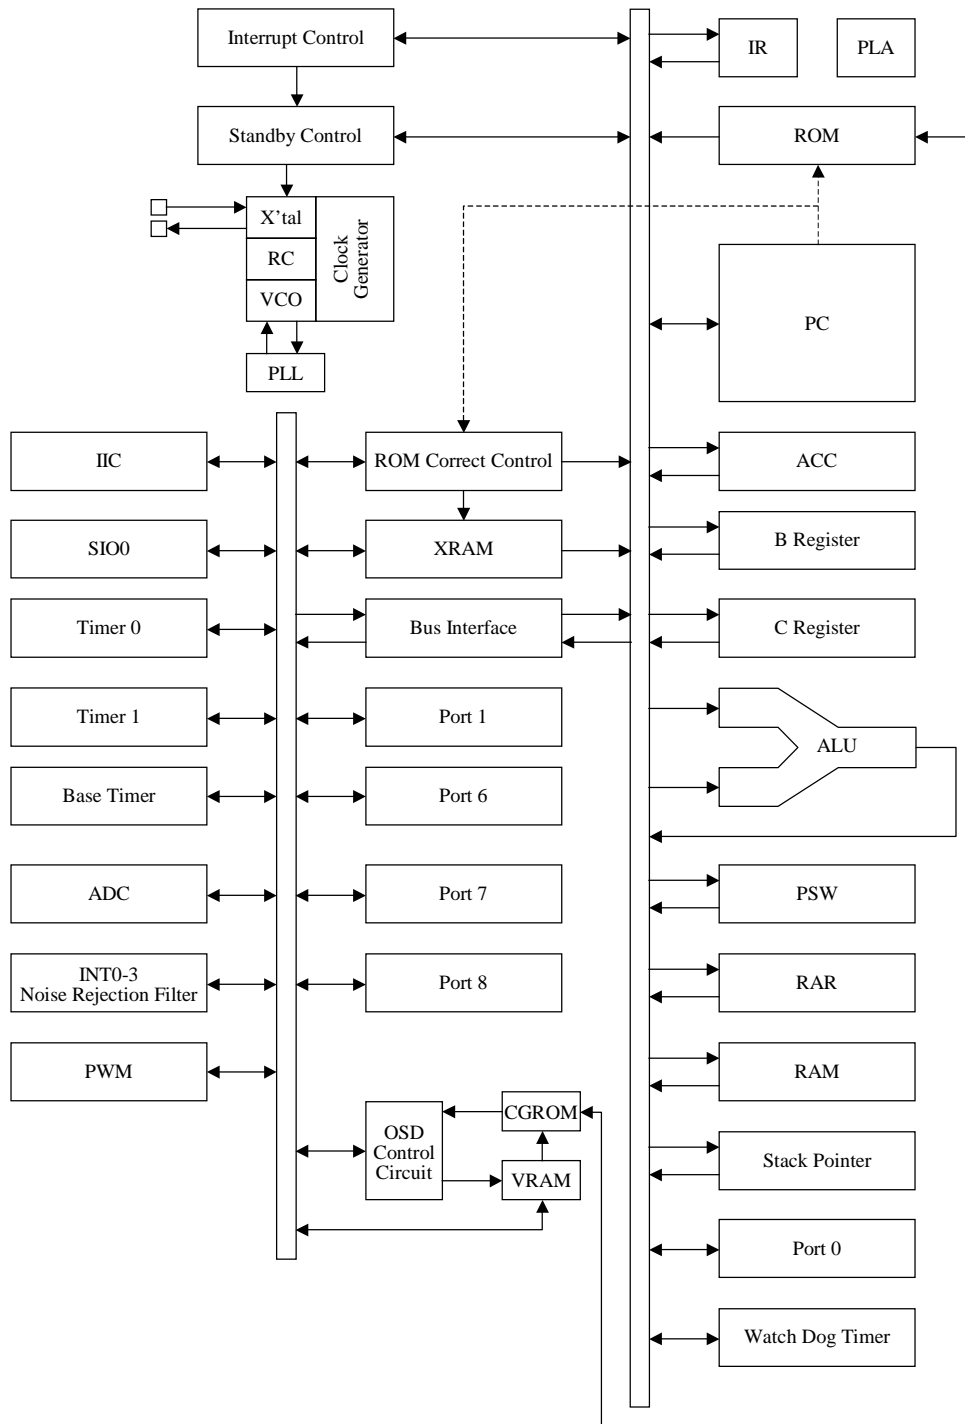 Interrupt Control
IR
PLA
Standby Control
ROM
X'tal
RC
VCO
Clock
Generator
PC
PLL
IIC
ROM Correct Control
ACC
SIO0
XRAM
B Register
Timer 0
Bus Interface
C Register
Timer 1
Port 1
ALU
Base Timer
Port 6
ADC
Port 7
PSW
INT0-3
Noise Rejection Filter
Port 8
RAR
PWM
RAM
OSD
Control
Circuit
CGROM
VRAM
Stack Pointer
Port 0
Watch Dog Timer